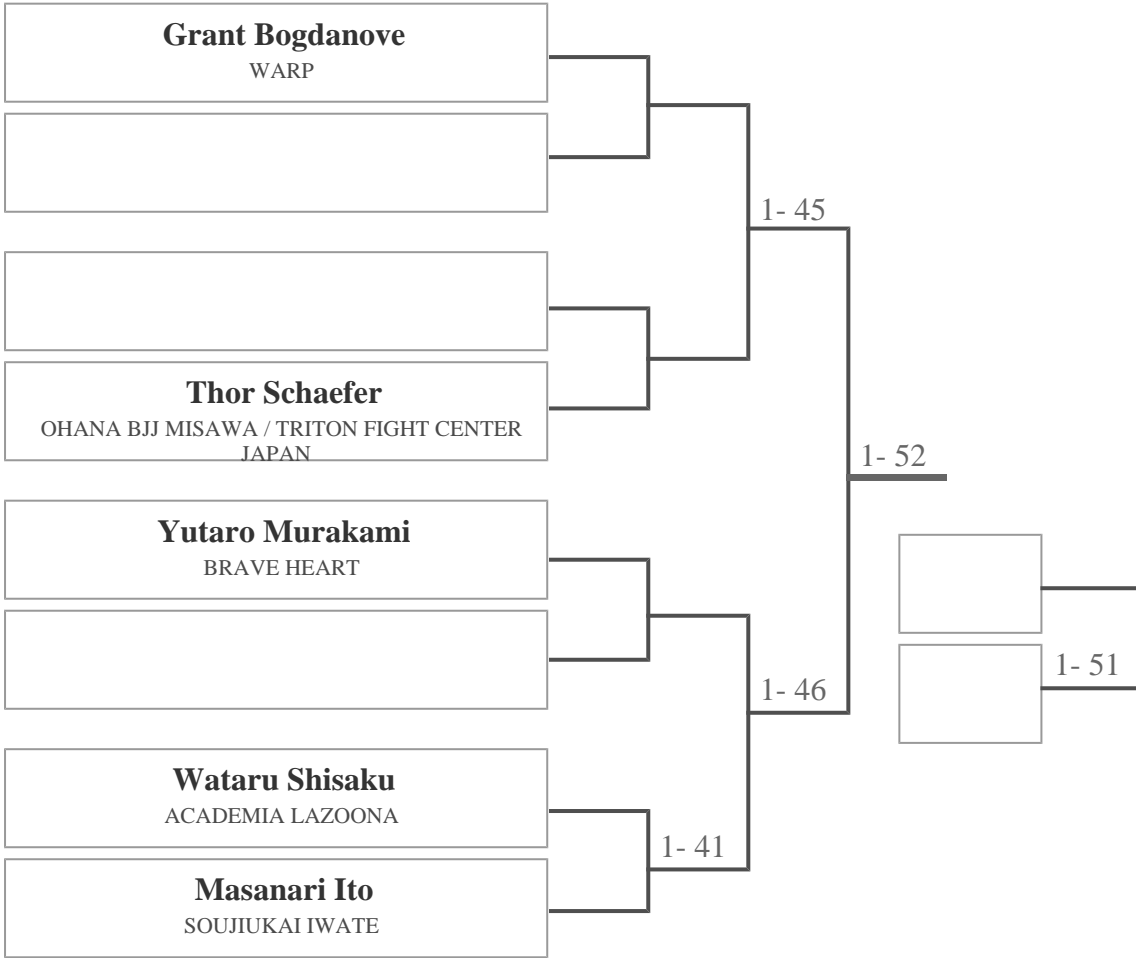 Grant Bogdanove
WARP
1- 45
Thor Schaefer
OHANA BJJ MISAWA / TRITON FIGHT CENTER
JAPAN
1- 52
Yutaro Murakami
BRAVE HEART
1- 51
1- 46
Wataru Shisaku
ACADEMIA LAZOONA
1- 41
Masanari Ito
SOUJIUKAI IWATE